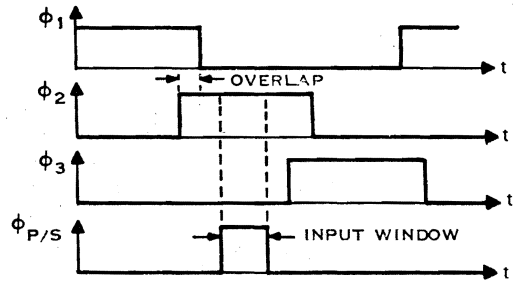 ϕ1
t
OVERLAP
ϕ2
t
ϕ3
t
ϕP/S
INPUT WINDOW
t